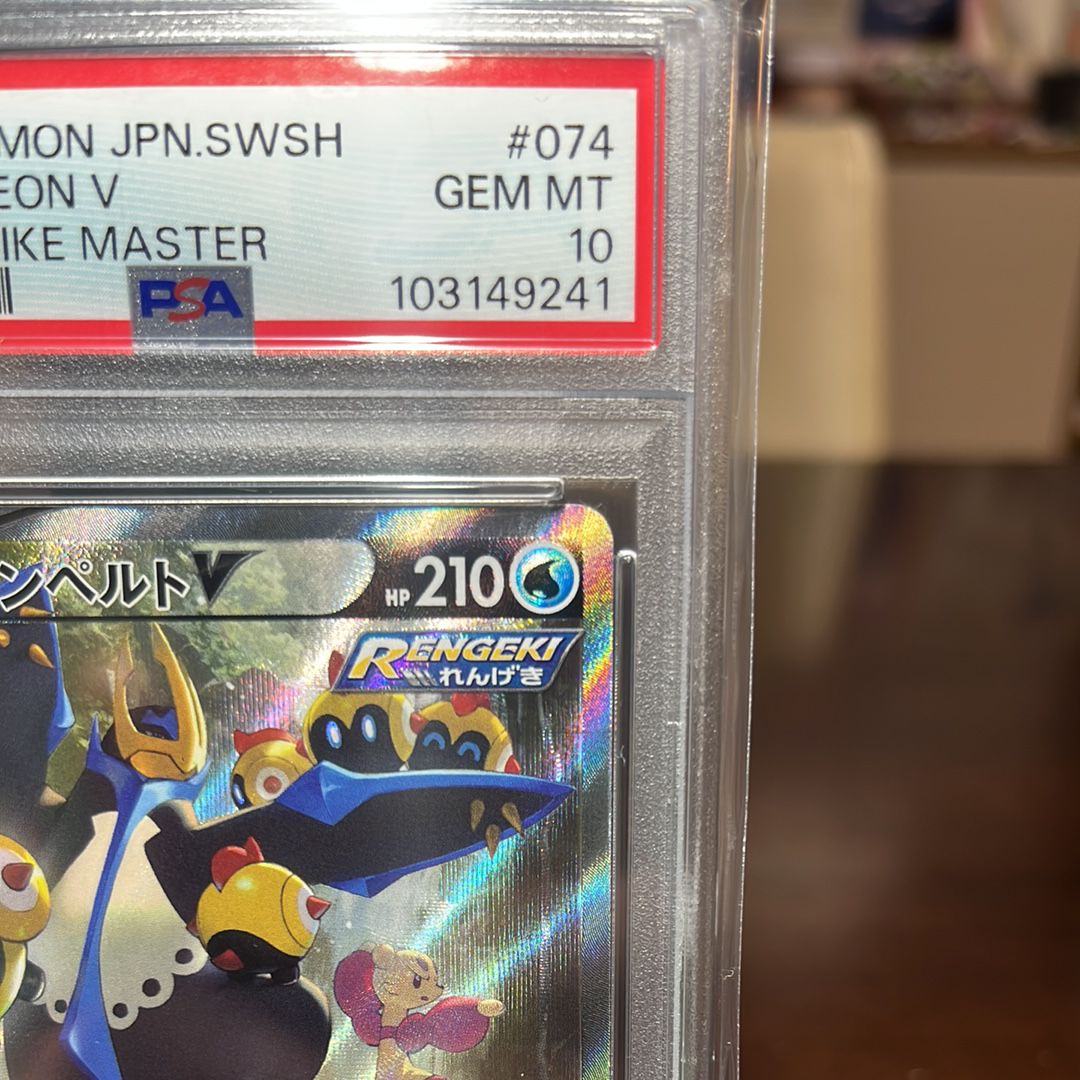 MON JPN.SWSH #074
EON V GEM MT
IKE MASTER 10
PSA 103149241
ンペルトV HP 210
RENGEKI
れんげき